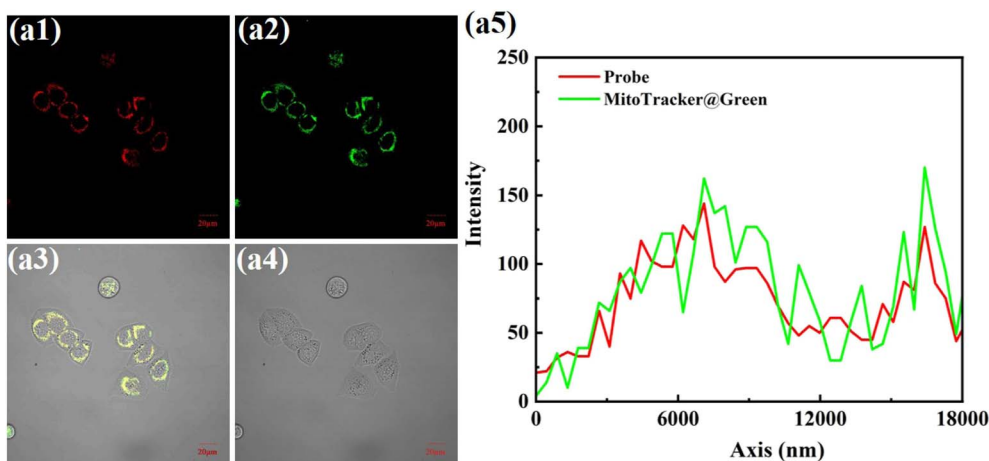 (a1)
20μm
(a2)
20μm
(a3)
20μm
(a4)
20μm
(a5)
Probe
MitoTracker@Green
Intensity
250
200
150
100
50
0
0 6000 12000 18000
Axis (nm)